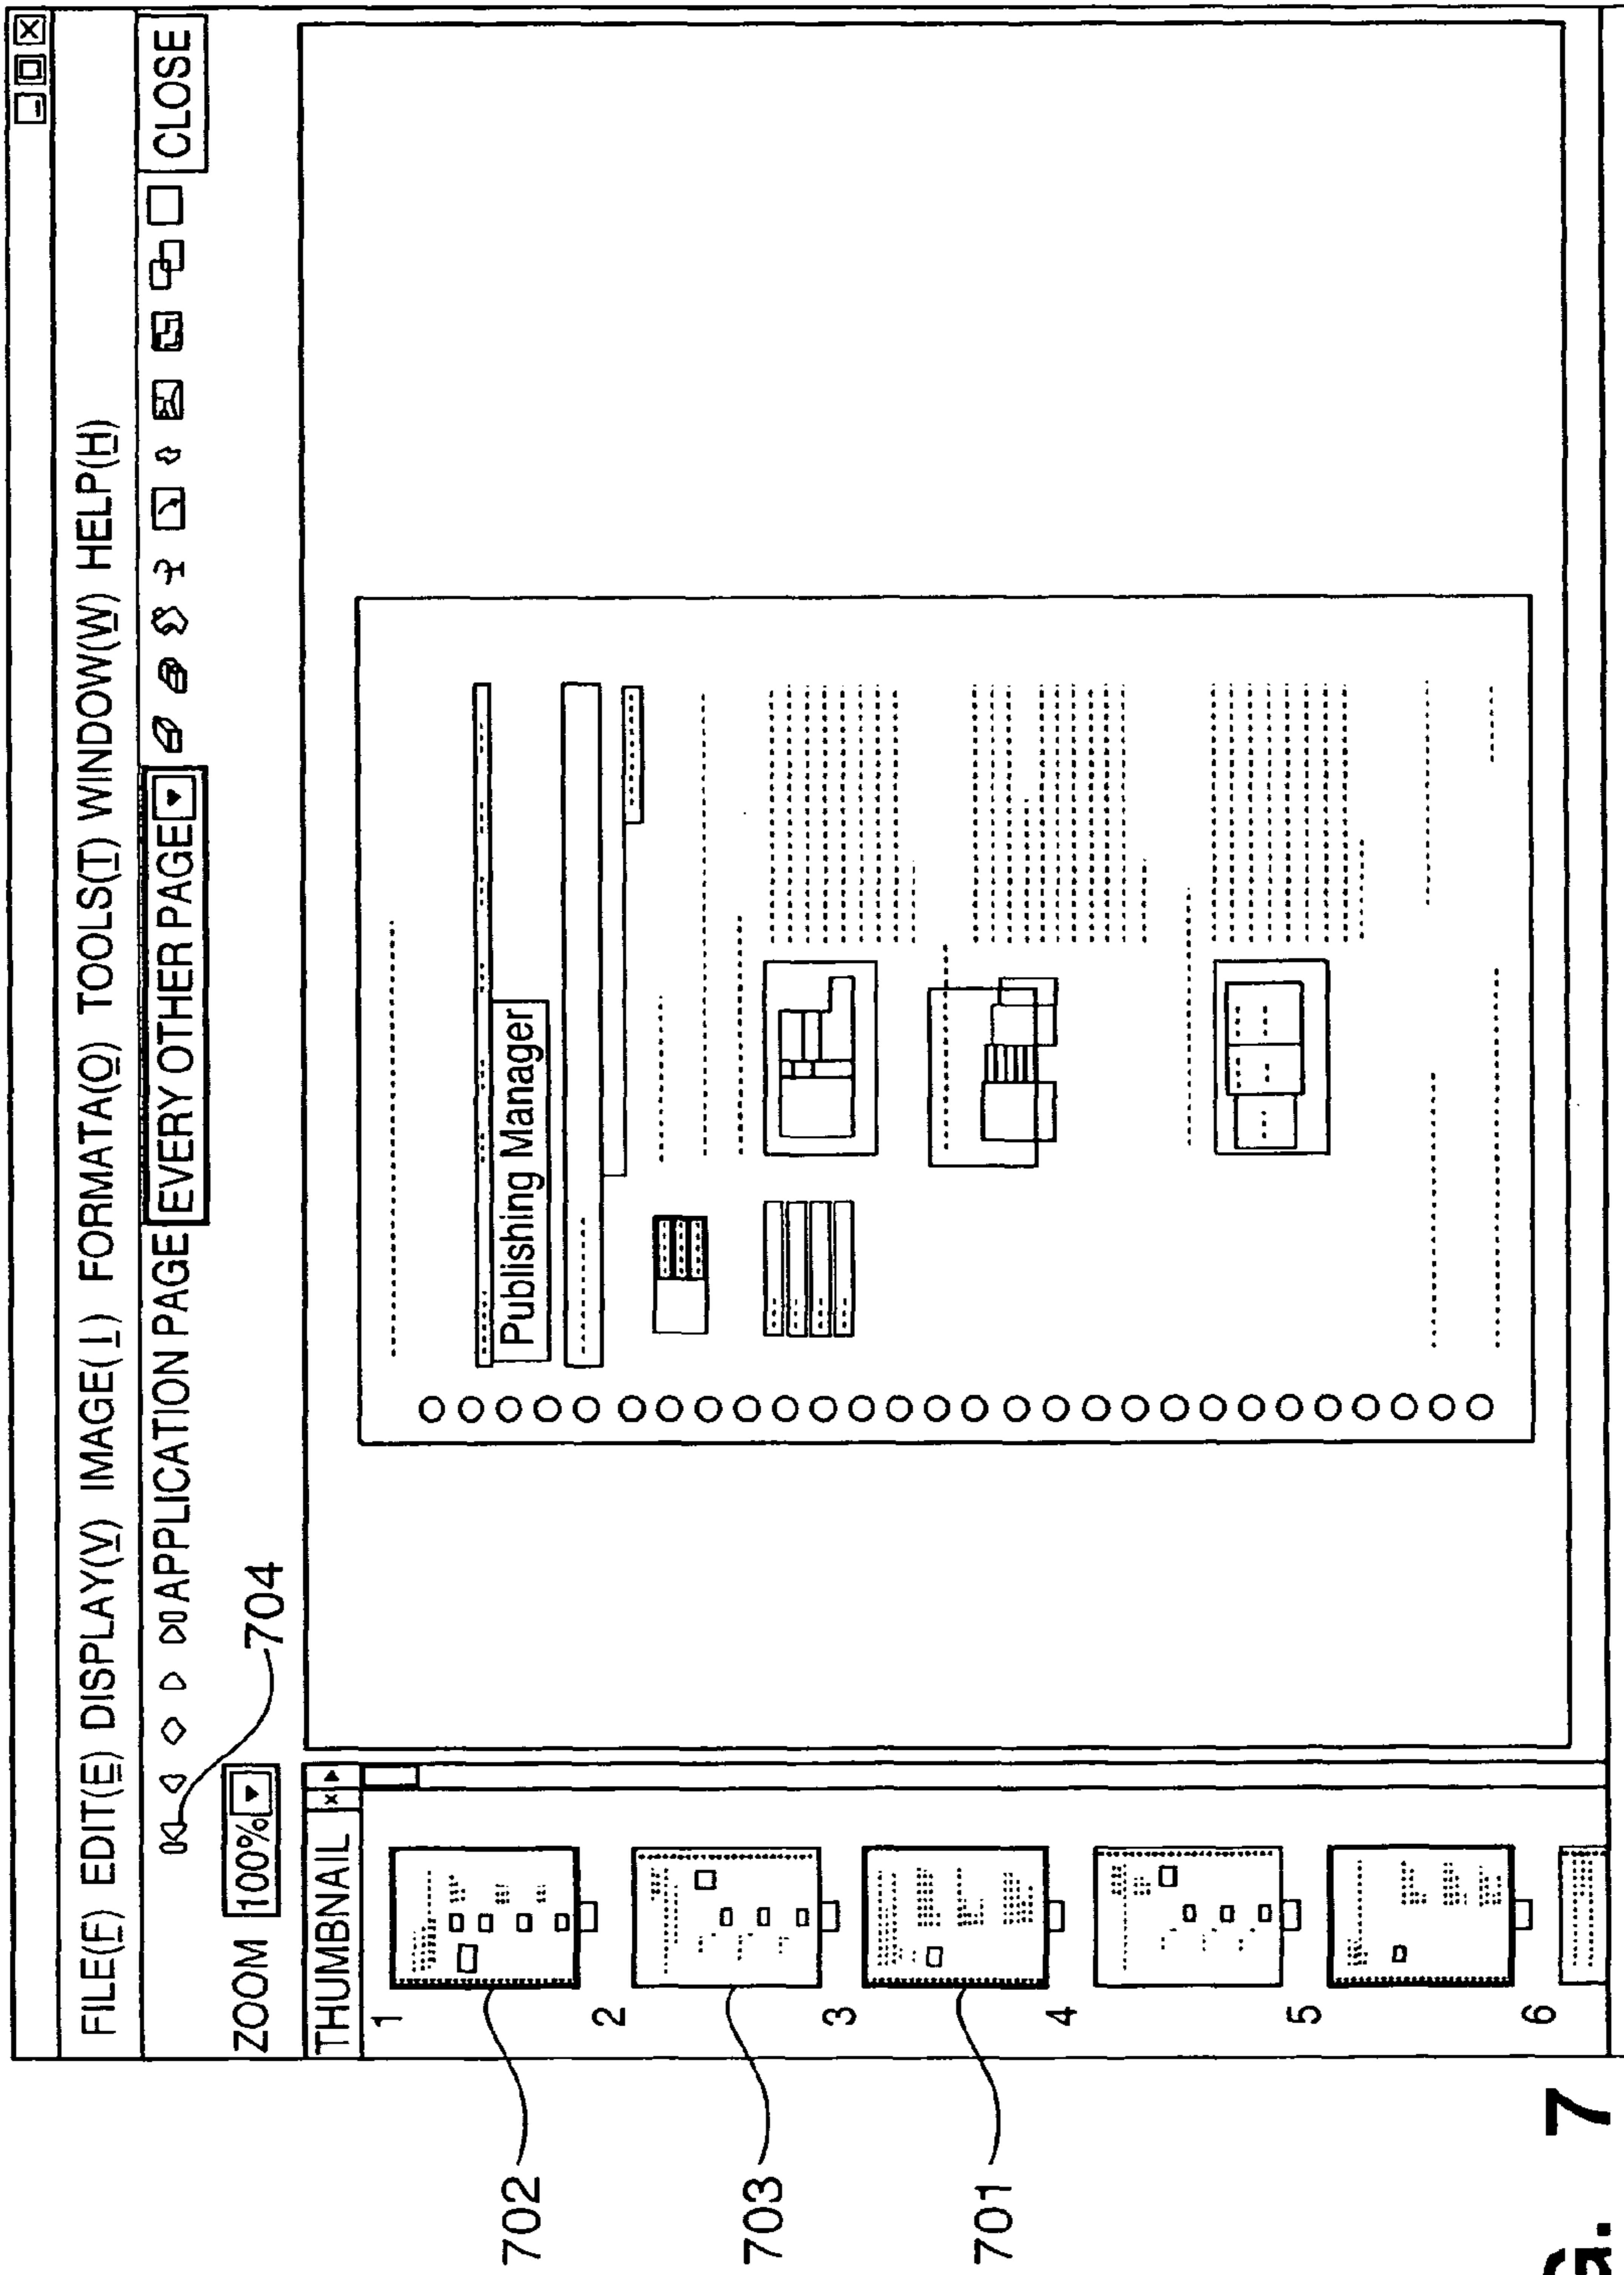 FILE(F) EDIT(E) DISPLAY(V) IMAGE(I) FORMATA(O) TOOLS(T) WINDOW(W) HELP(H)
APPLICATION PAGE EVERY OTHER PAGE CLOSE
ZOOM 100% 704
THUMBNAIL
1
702
2
703
3
701
4
5
6
Publishing Manager
G. 7